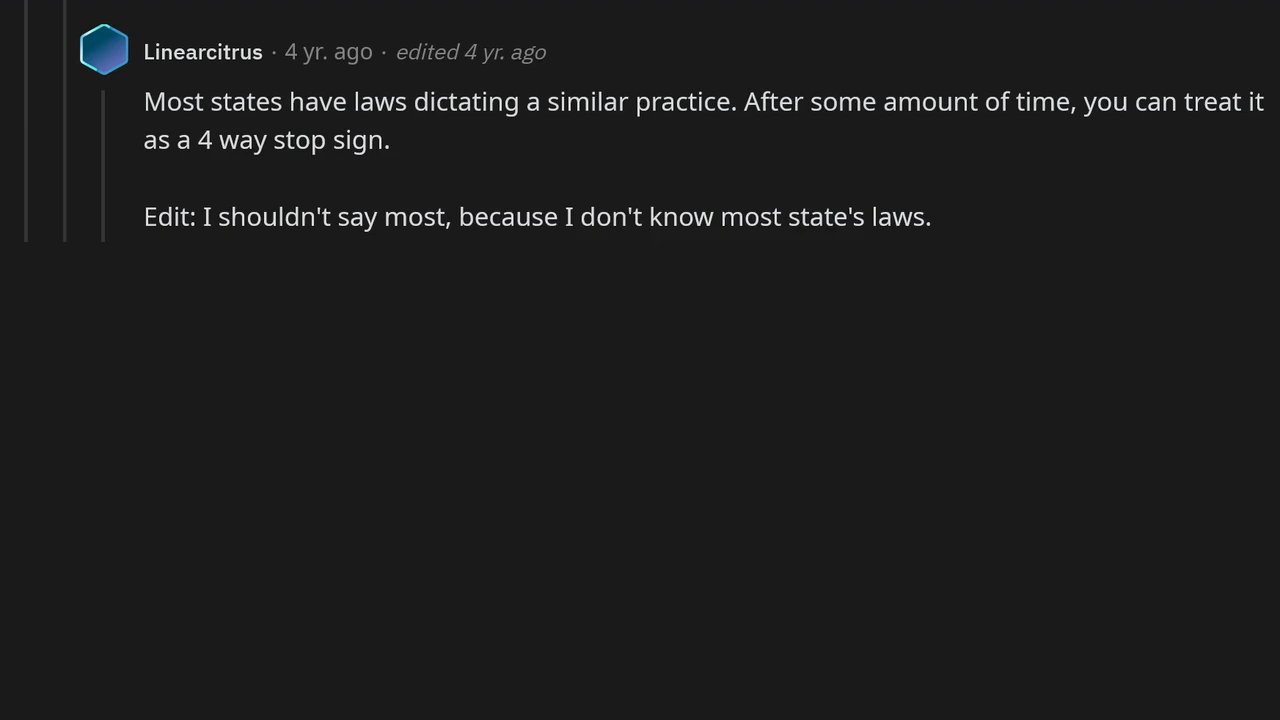 Linearcitrus · 4 yr. ago · edited 4 yr. ago
Most states have laws dictating a similar practice. After some amount of time, you can treat it
as a 4 way stop sign.
Edit: I shouldn't say most, because I don't know most state's laws.